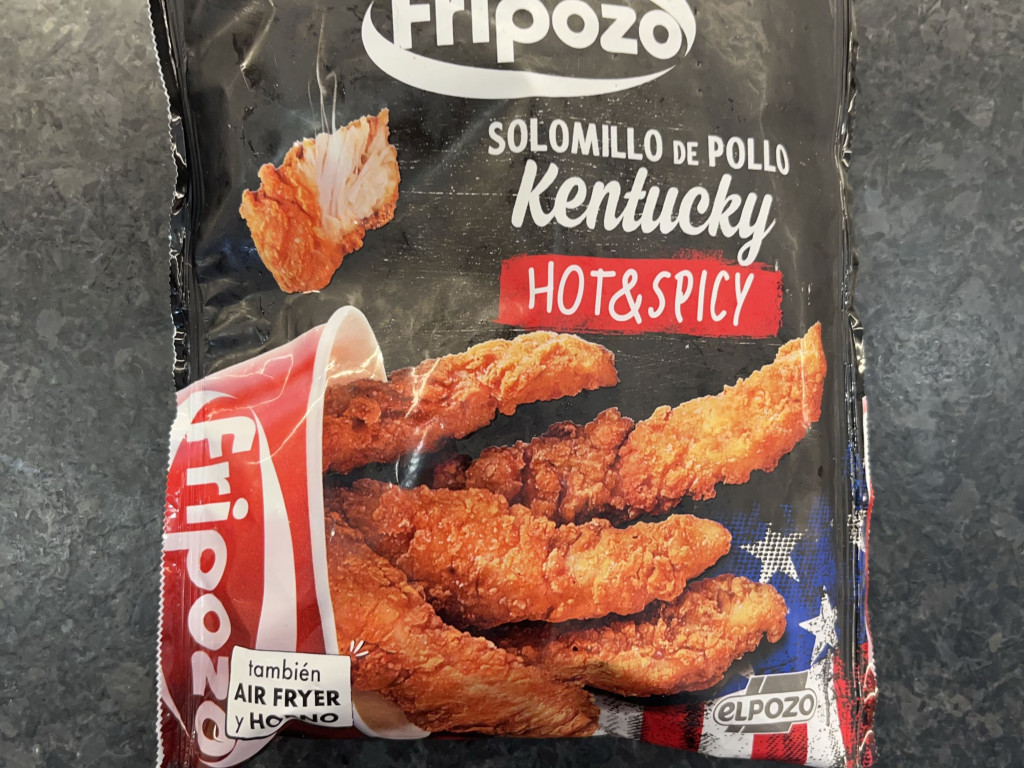 Fripozo
SOLOMILLO DE POLLO
Kentucky
HOT&SPICY
Fripozo
también
AIR FRYER
y HORNO
ELPOZO